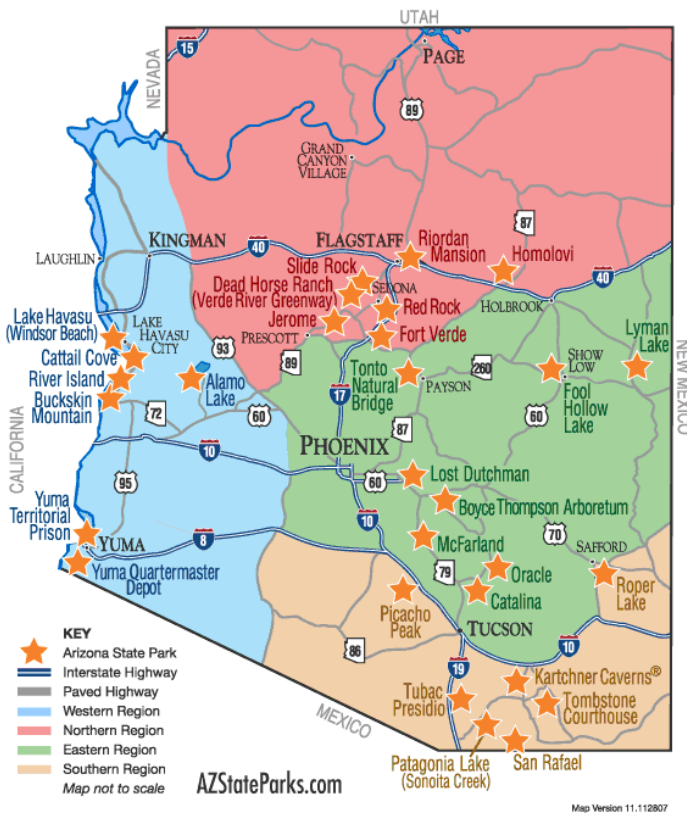 UTAH
15
PAGE
NEVADA
89
GRAND
CANYON
VILLAGE
87
KINGMAN
40
FLAGSTAFF
Riordan
Mansion
Homolovi
LAUGHLIN
Slide Rock
Dead Horse Ranch
(Verde River Greenway)
SEDONA
40
HOLBROOK
Jerome
Red Rock
Lake Havasu
(Windsor Beach)
LAKE
HAVASU
CITY
PRESCOTT
Fort Verde
Lyman
Lake
93
89
Cattail Cove
River Island
Buckskin
Mountain
Alamo
Lake
Tonto
Natural
Bridge
PAYSON
260
SHOW
LOW
Fool
Hollow
Lake
NEW MEXICO
17
72
60
87
60
CALIFORNIA
10
PHOENIX
95
60
Lost Dutchman
Boyce Thompson Arboretum
Yuma
Territorial
Prison
10
70
YUMA
8
McFarland
SAFFORD
Yuma Quartermaster
Depot
79
Oracle
Catalina
Roper
Lake
Picacho
Peak
TUCSON
86
10
19
KEY
Arizona State Park
Interstate Highway
Paved Highway
Western Region
Northern Region
Eastern Region
Southern Region
Map not to scale
Kartchner Caverns®
Tubac
Presidio
Tombstone
Courthouse
MEXICO
Patagonia Lake
(Sonoita Creek)
San Rafael
AZStateParks.com
Map Version 11.112807